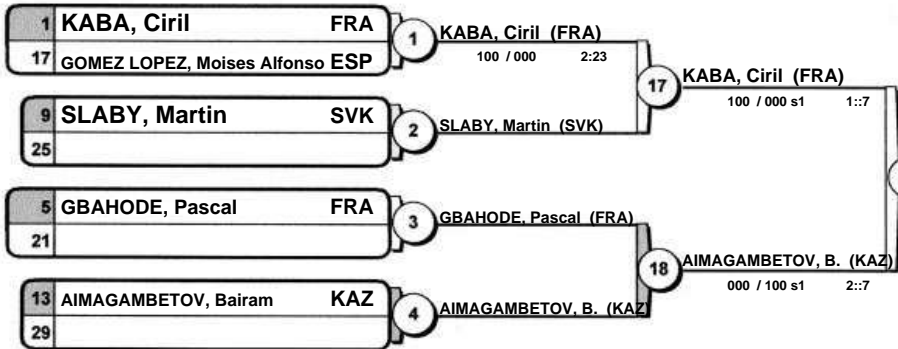 1 KABA, Ciril FRA
17 GOMEZ LOPEZ, Moises Alfonso ESP
1
KABA, Ciril (FRA)
100 / 000 2:23
9 SLABY, Martin SVK
25
2
SLABY, Martin (SVK)
17
KABA, Ciril (FRA)
100 / 000 s1 1::7
5 GBAHODE, Pascal FRA
21
3
GBAHODE, Pascal (FRA)
13 AIMAGAMBETOV, Bairam KAZ
29
4
AIMAGAMBETOV, B. (KAZ)
18
AIMAGAMBETOV, B. (KAZ)
000 / 100 s1 2::7